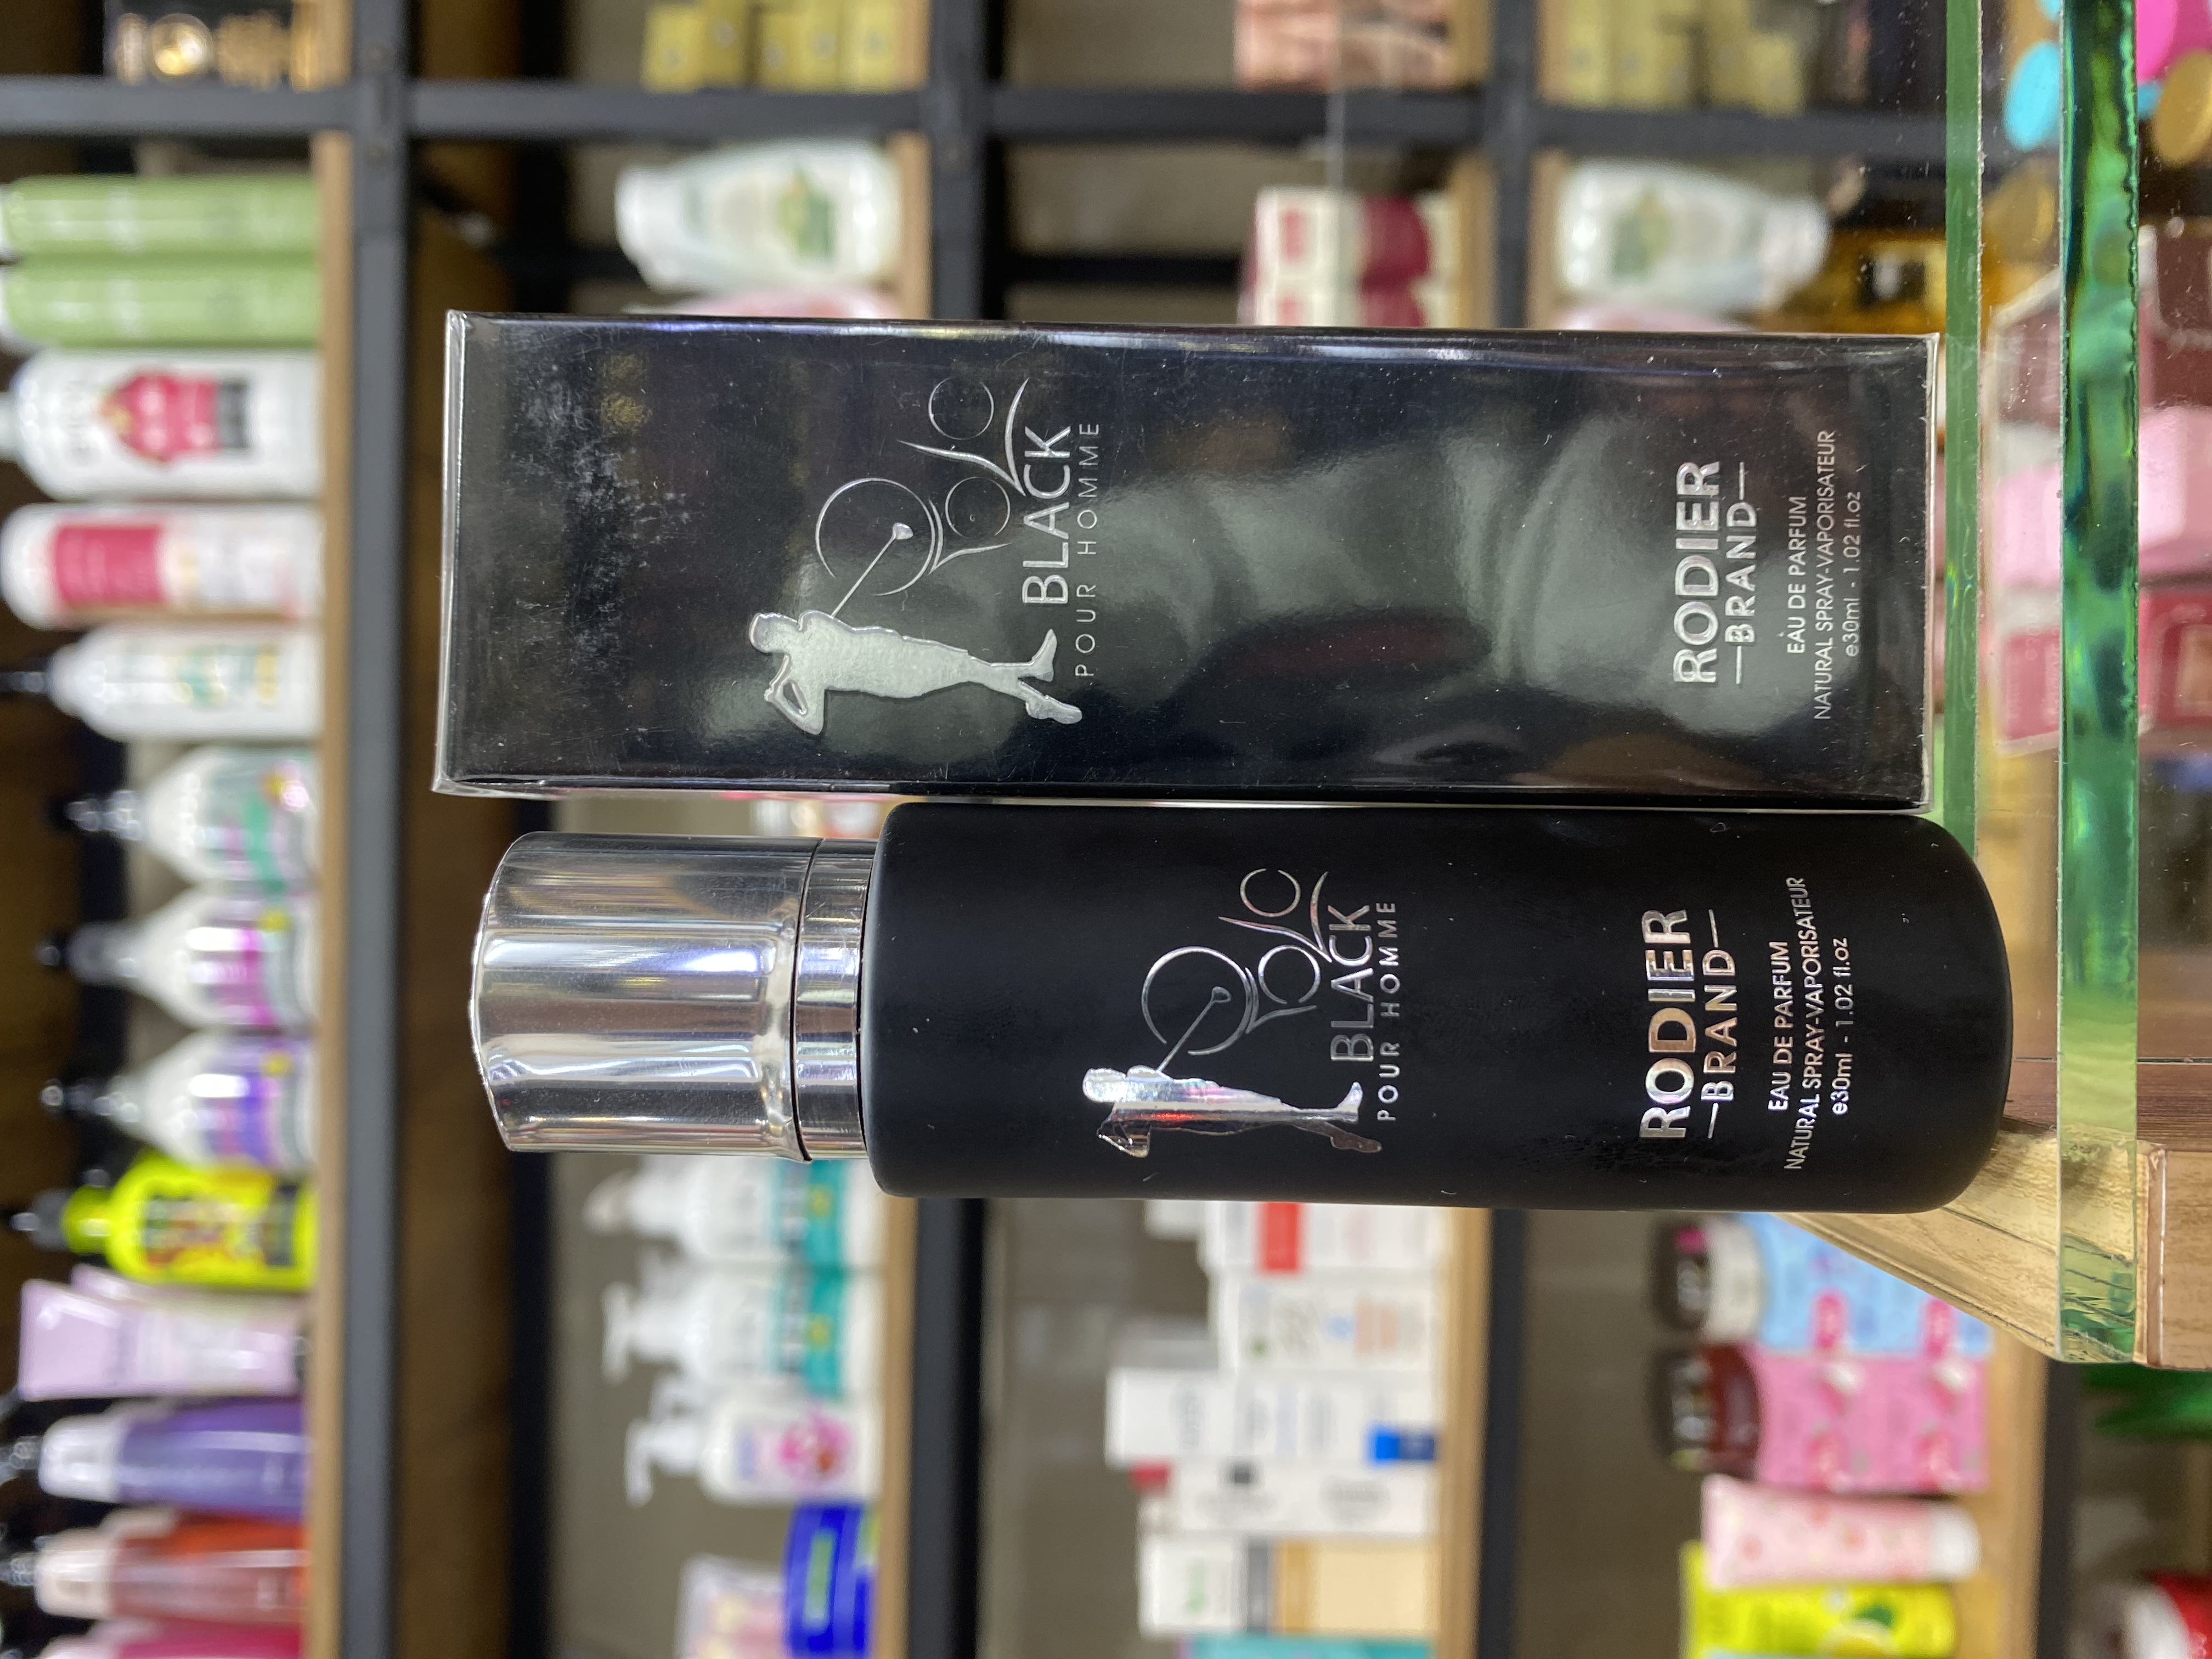 BLACK
POUR HOMME
RODIER
BRAND
EAU DE PARFUM
NATURAL SPRAY-VAPORISATEUR
e30ml - 1.02 fl.oz
BLACK
POUR HOMME
RODIER
BRAND
EAU DE PARFUM
NATURAL SPRAY-VAPORISATEUR
e30ml - 1.02 fl.oz